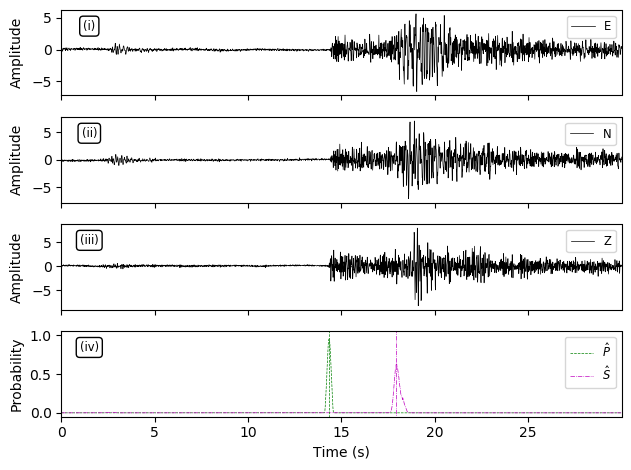 5
0
−5
Amplitude
(i)
E
5
0
−5
Amplitude
(ii)
N
5
0
−5
Amplitude
(iii)
Z
1.0
0.5
0.0
Probability
(iv)
P̂
Ŝ
0 5 10 15 20 25
Time (s)